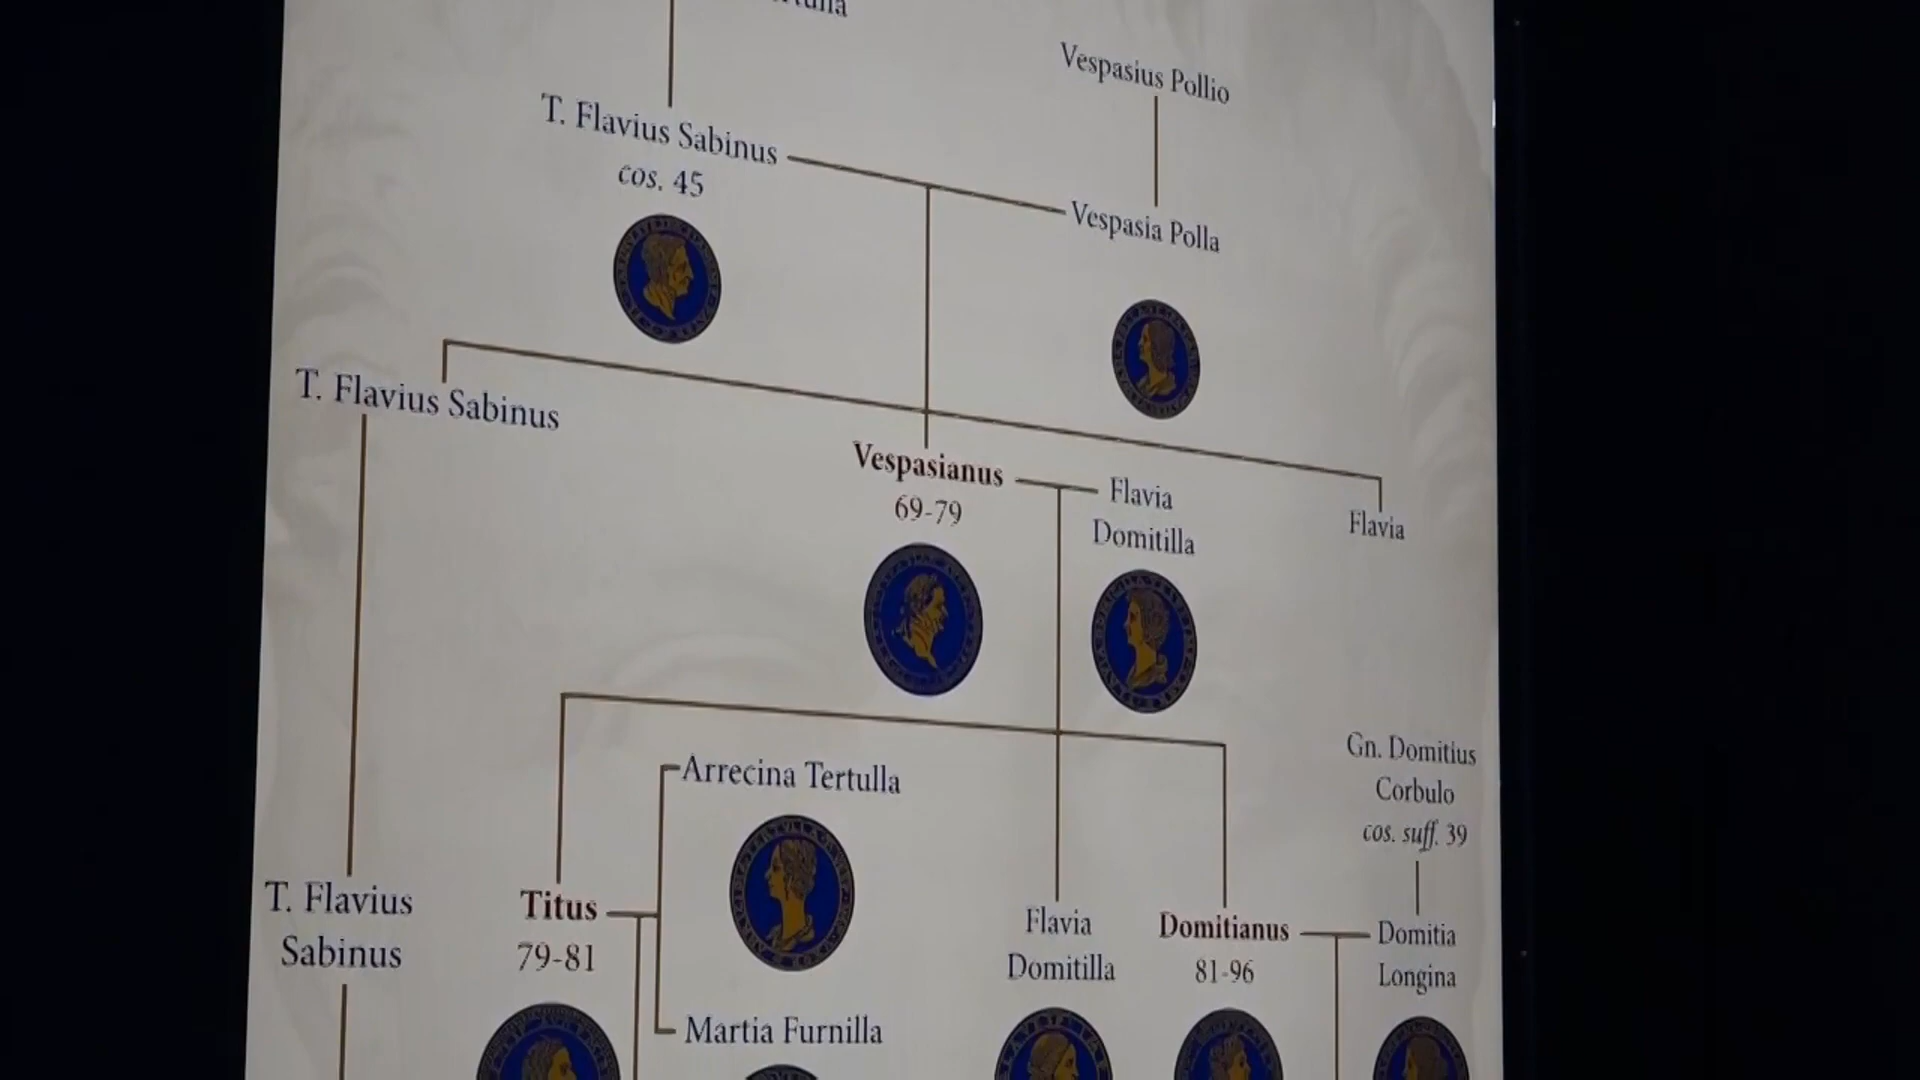 Vespasius Pollio
T. Flavius Sabinus
cos. 45
Vespasia Polla
T. Flavius Sabinus
Vespasianus
69-79
Flavia
Domitilla
Flavia
Arrecina Tertulla
Gn. Domitius
Corbulo
cos. suff. 39
T. Flavius
Sabinus
Titus
79-81
Flavia
Domitilla
Domitianus
81-96
Domitia
Longina
Martia Furnilla